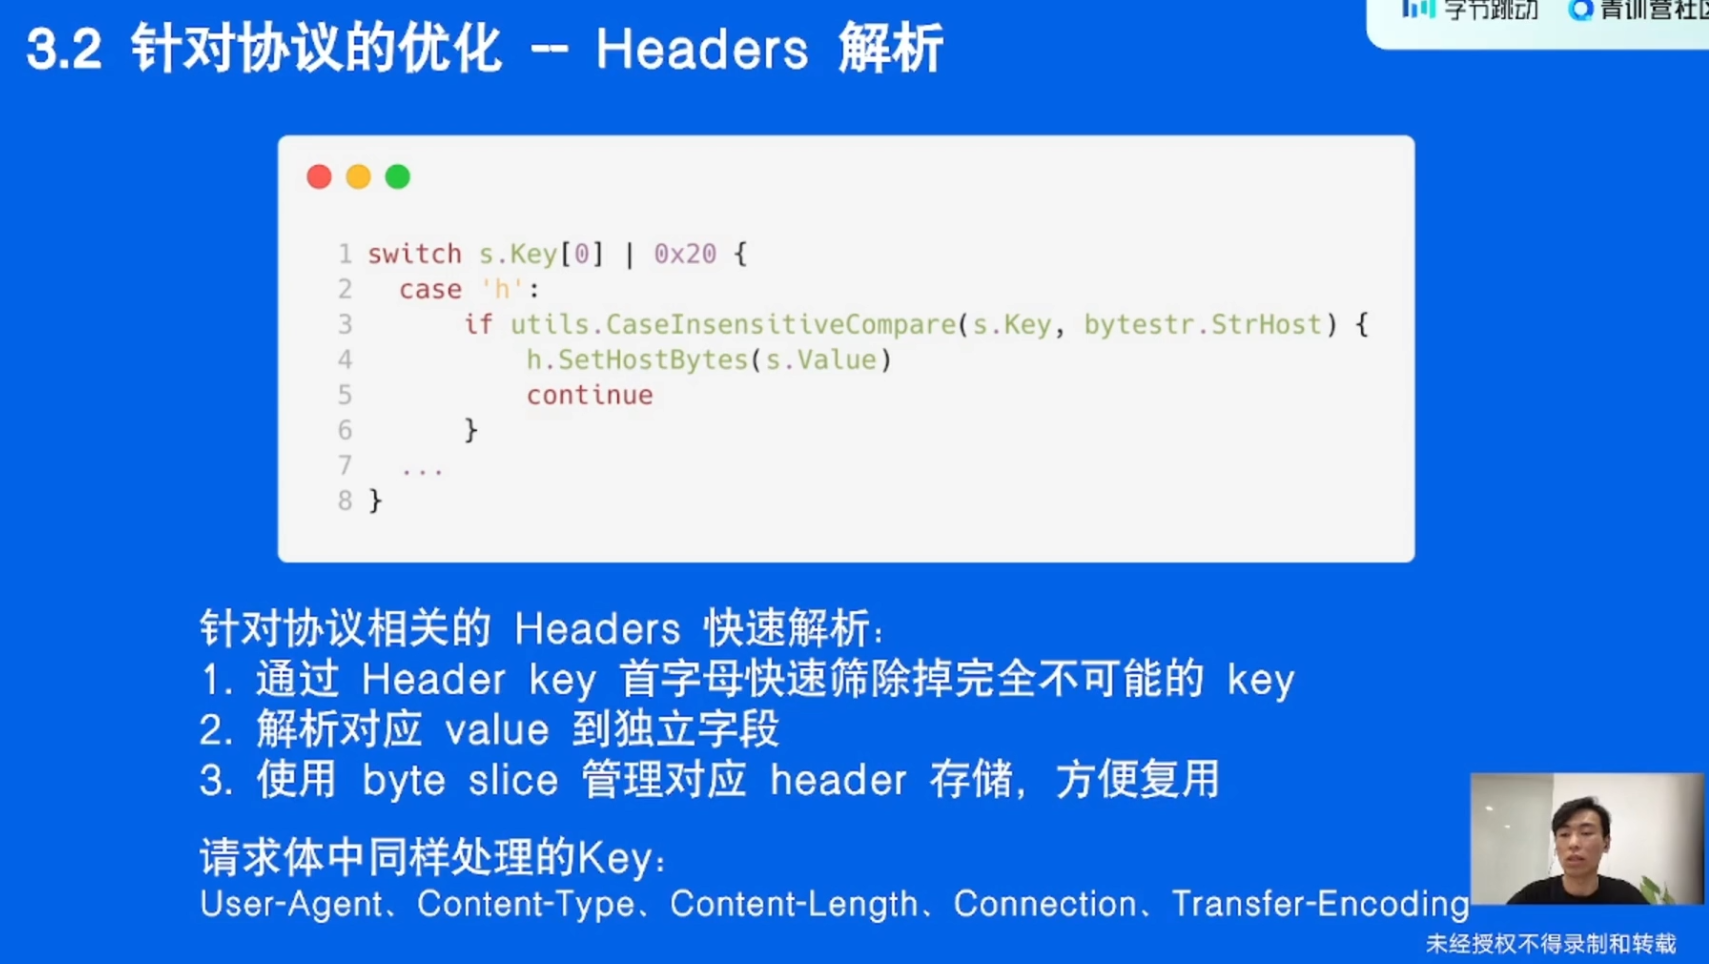 3.2 针对协议的优化 -- Headers 解析
字节跳动 青训营社区
1 switch s.Key[0] | 0x20 {
2 case 'h':
3 if utils.CaseInsensitiveCompare(s.Key, bytestr.StrHost) {
4 h.SetHostBytes(s.Value)
5 continue
6 }
7 ...
8 }
针对协议相关的 Headers 快速解析：
1. 通过 Header key 首字母快速筛除掉完全不可能的 key
2. 解析对应 value 到独立字段
3. 使用 byte slice 管理对应 header 存储，方便复用
请求体中同样处理的Key：
User-Agent、Content-Type、Content-Length、Connection、Transfer-Encoding
未经授权不得录制和转载